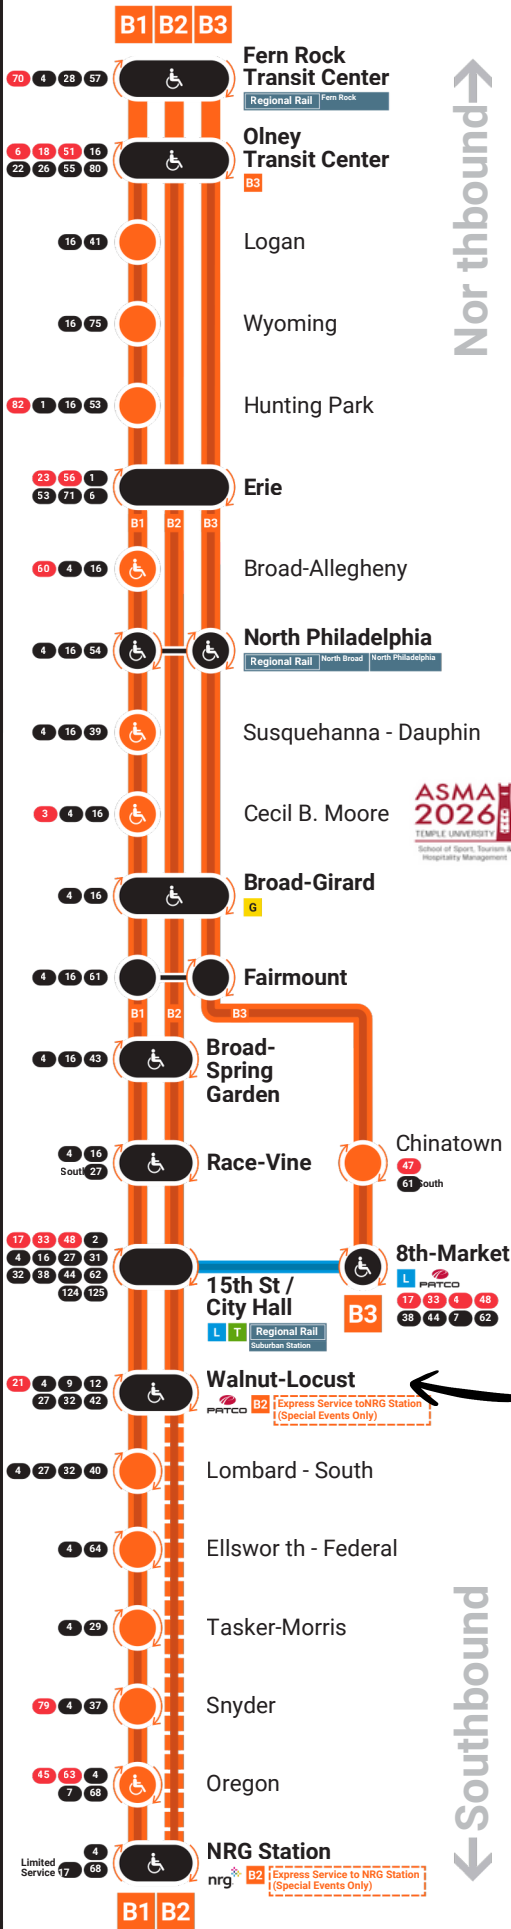 B1 B2 B3
Fern Rock
Transit Center
70 4 28 57
Regional Rail Fern Rock
Nor thbound
Olney
Transit Center
6 18 51 16
22 26 55 80
B3
16 41
Logan
16 75
Wyoming
82 1 16 53
Hunting Park
23 56 1
53 71 6
Erie
B1 B2 B3
60 4 16
Broad-Allegheny
4 16 54
North Philadelphia
Regional Rail North Broad North Philadelphia
4 16 39
Susquehanna - Dauphin
3 4 16
Cecil B. Moore
ASMA
2026
TEMPLE UNIVERSITY
School of Sport, Tourism &
Hospitality Management
4 16
Broad-Girard
G
4 16 61
Fairmount
B1 B2 B3
4 16 43
Broad-
Spring
Garden
4 16
South 27
Race-Vine
Chinatown
47
61 South
17 33 48 2
4 16 27 31
32 38 44 62
124 125
15th St /
City Hall
L T Regional Rail
Suburban Station
8th-Market
L PATCO
17 33 4 48
38 44 7 62
B3
21 4 9 12
27 32 42
Walnut-Locust
PATCO B2 Express Service toNRG Station
(Special Events Only)
4 27 32 40
Lombard - South
4 64
Ellswor th - Federal
4 29
Tasker-Morris
79 4 37
Snyder
45 63 4
7 68
Oregon
Southbound
4
Limited
Service 17 68
NRG Station
nrg B2 Express Service to NRG Station
(Special Events Only)
B1 B2